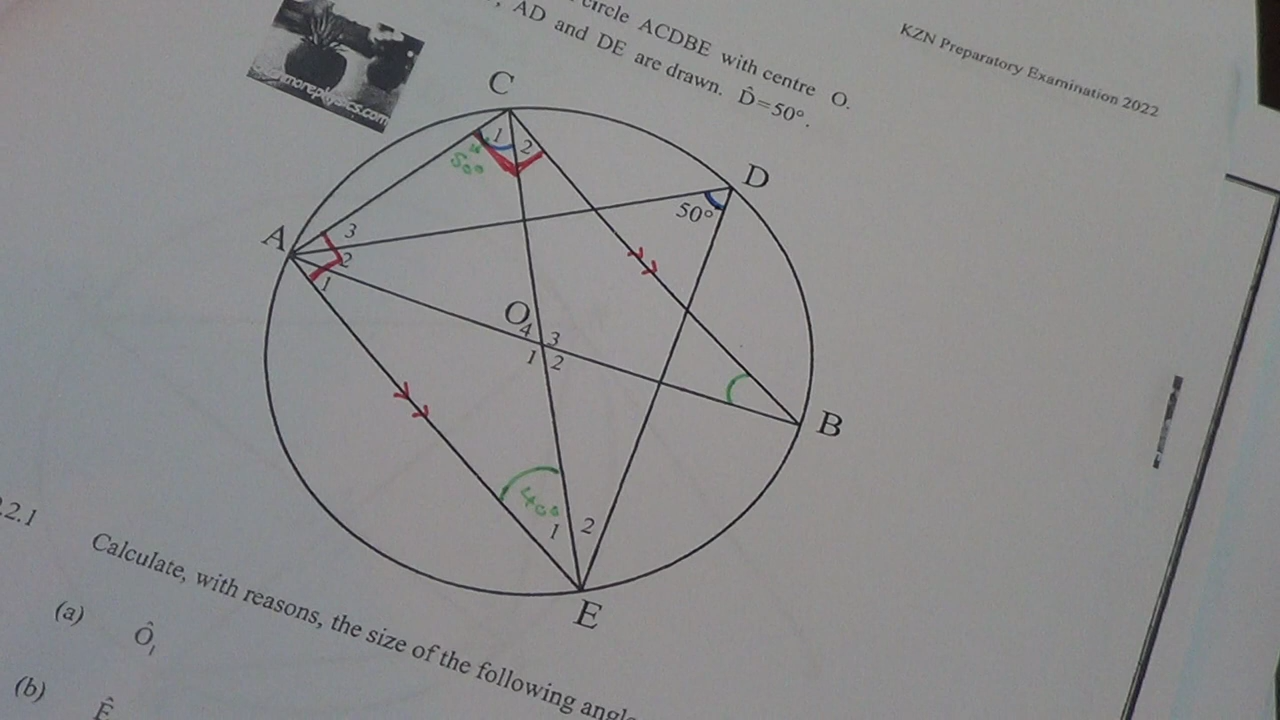 circle ACDBE with centre O.
AD and DE are drawn. D̂=50°.
KZN Preparatory Examination 2022
morephysics.com
C
1 2
50°
D
50°
A
3
2
1
O
4 3
1 2
B
40°
1 2
E
.2.1
Calculate, with reasons, the size of the following
(a) Ô₁
(b) Ê